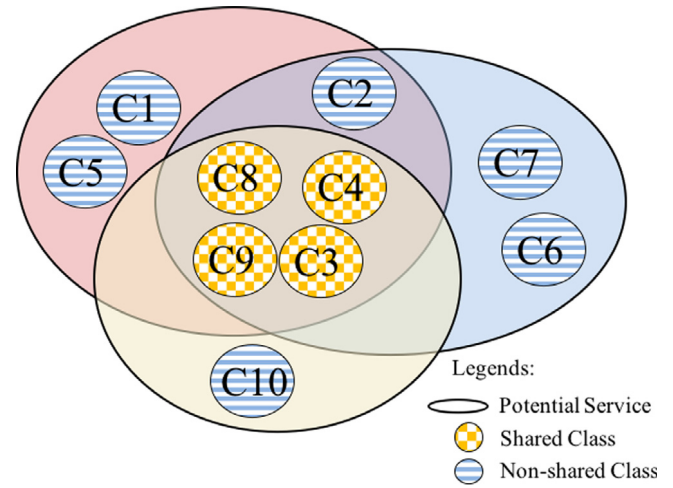 C1
C2
C5
C8
C4
C7
C9
C3
C6
C10
Legends:
Potential Service
Shared Class
Non-shared Class